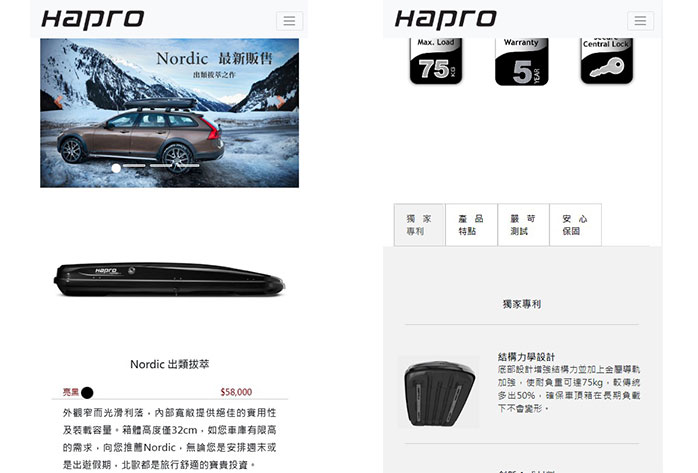 Hapro
Nordic 最新販售
出類拔萃之作
Hapro
Nordic 出類拔萃
亮黑
$58,000
外觀窄而光滑利落，內部寬敞提供絕佳的實用性
及裝載容量。箱體高度僅32cm，如您車庫有限高
的需求，向您推薦Nordic，無論您是安排週末或
是出遊假期，北歐都是旅行舒適的寶貴投資。
Hapro
Max. Load
75 KG
Warranty
5 YEAR
Secure
Central Lock
獨家
專利
產品
特點
嚴苛
測試
安心
保固
獨家專利
結構力學設計
底部設計增強結構力並加上金屬導軌
加強，使耐負重可達75kg，較傳統
多出50%，確保車頂箱在長期負載
下不會變形。